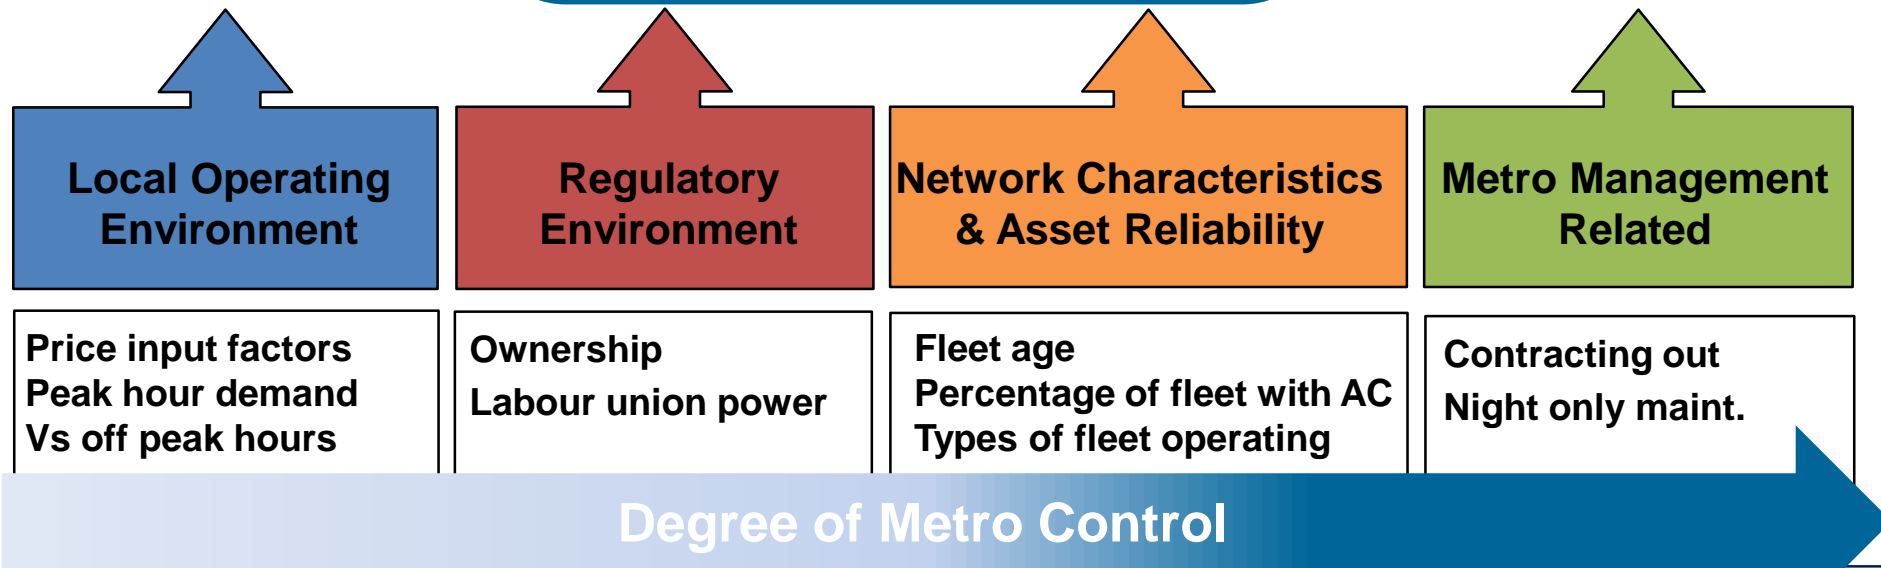 Local Operating
Environment
Regulatory
Environment
Network Characteristics
& Asset Reliability
Metro Management
Related
Price input factors
Peak hour demand
Vs off peak hours
Ownership
Labour union power
Fleet age
Percentage of fleet with AC
Types of fleet operating
Contracting out
Night only maint.
Degree of Metro Control